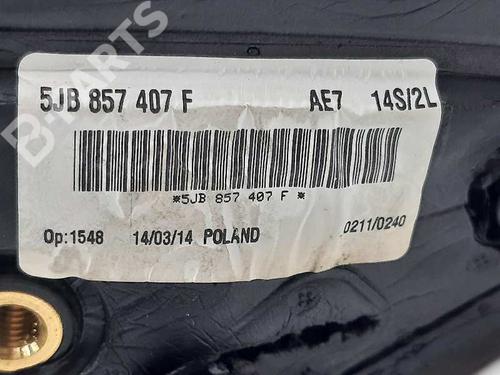 B-PARTS
5JB 857 407 F AE7 14S/2L
*5JB 857 407 F *
Op:1548 14/03/14 POLAND 0211/0240